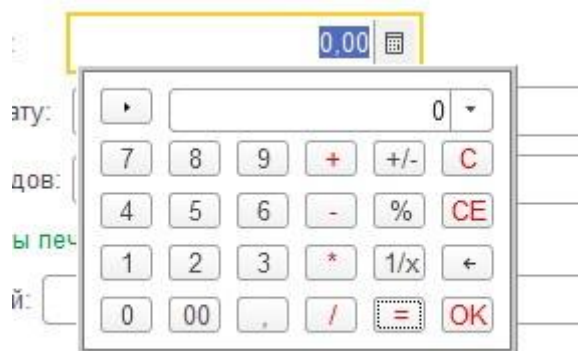 : 0,00
ату: 0
7 8 9 + +/- C
дов:
4 5 6 - % CE
ы печ
1 2 3 * 1/x ←
й:
0 00 , / = OK